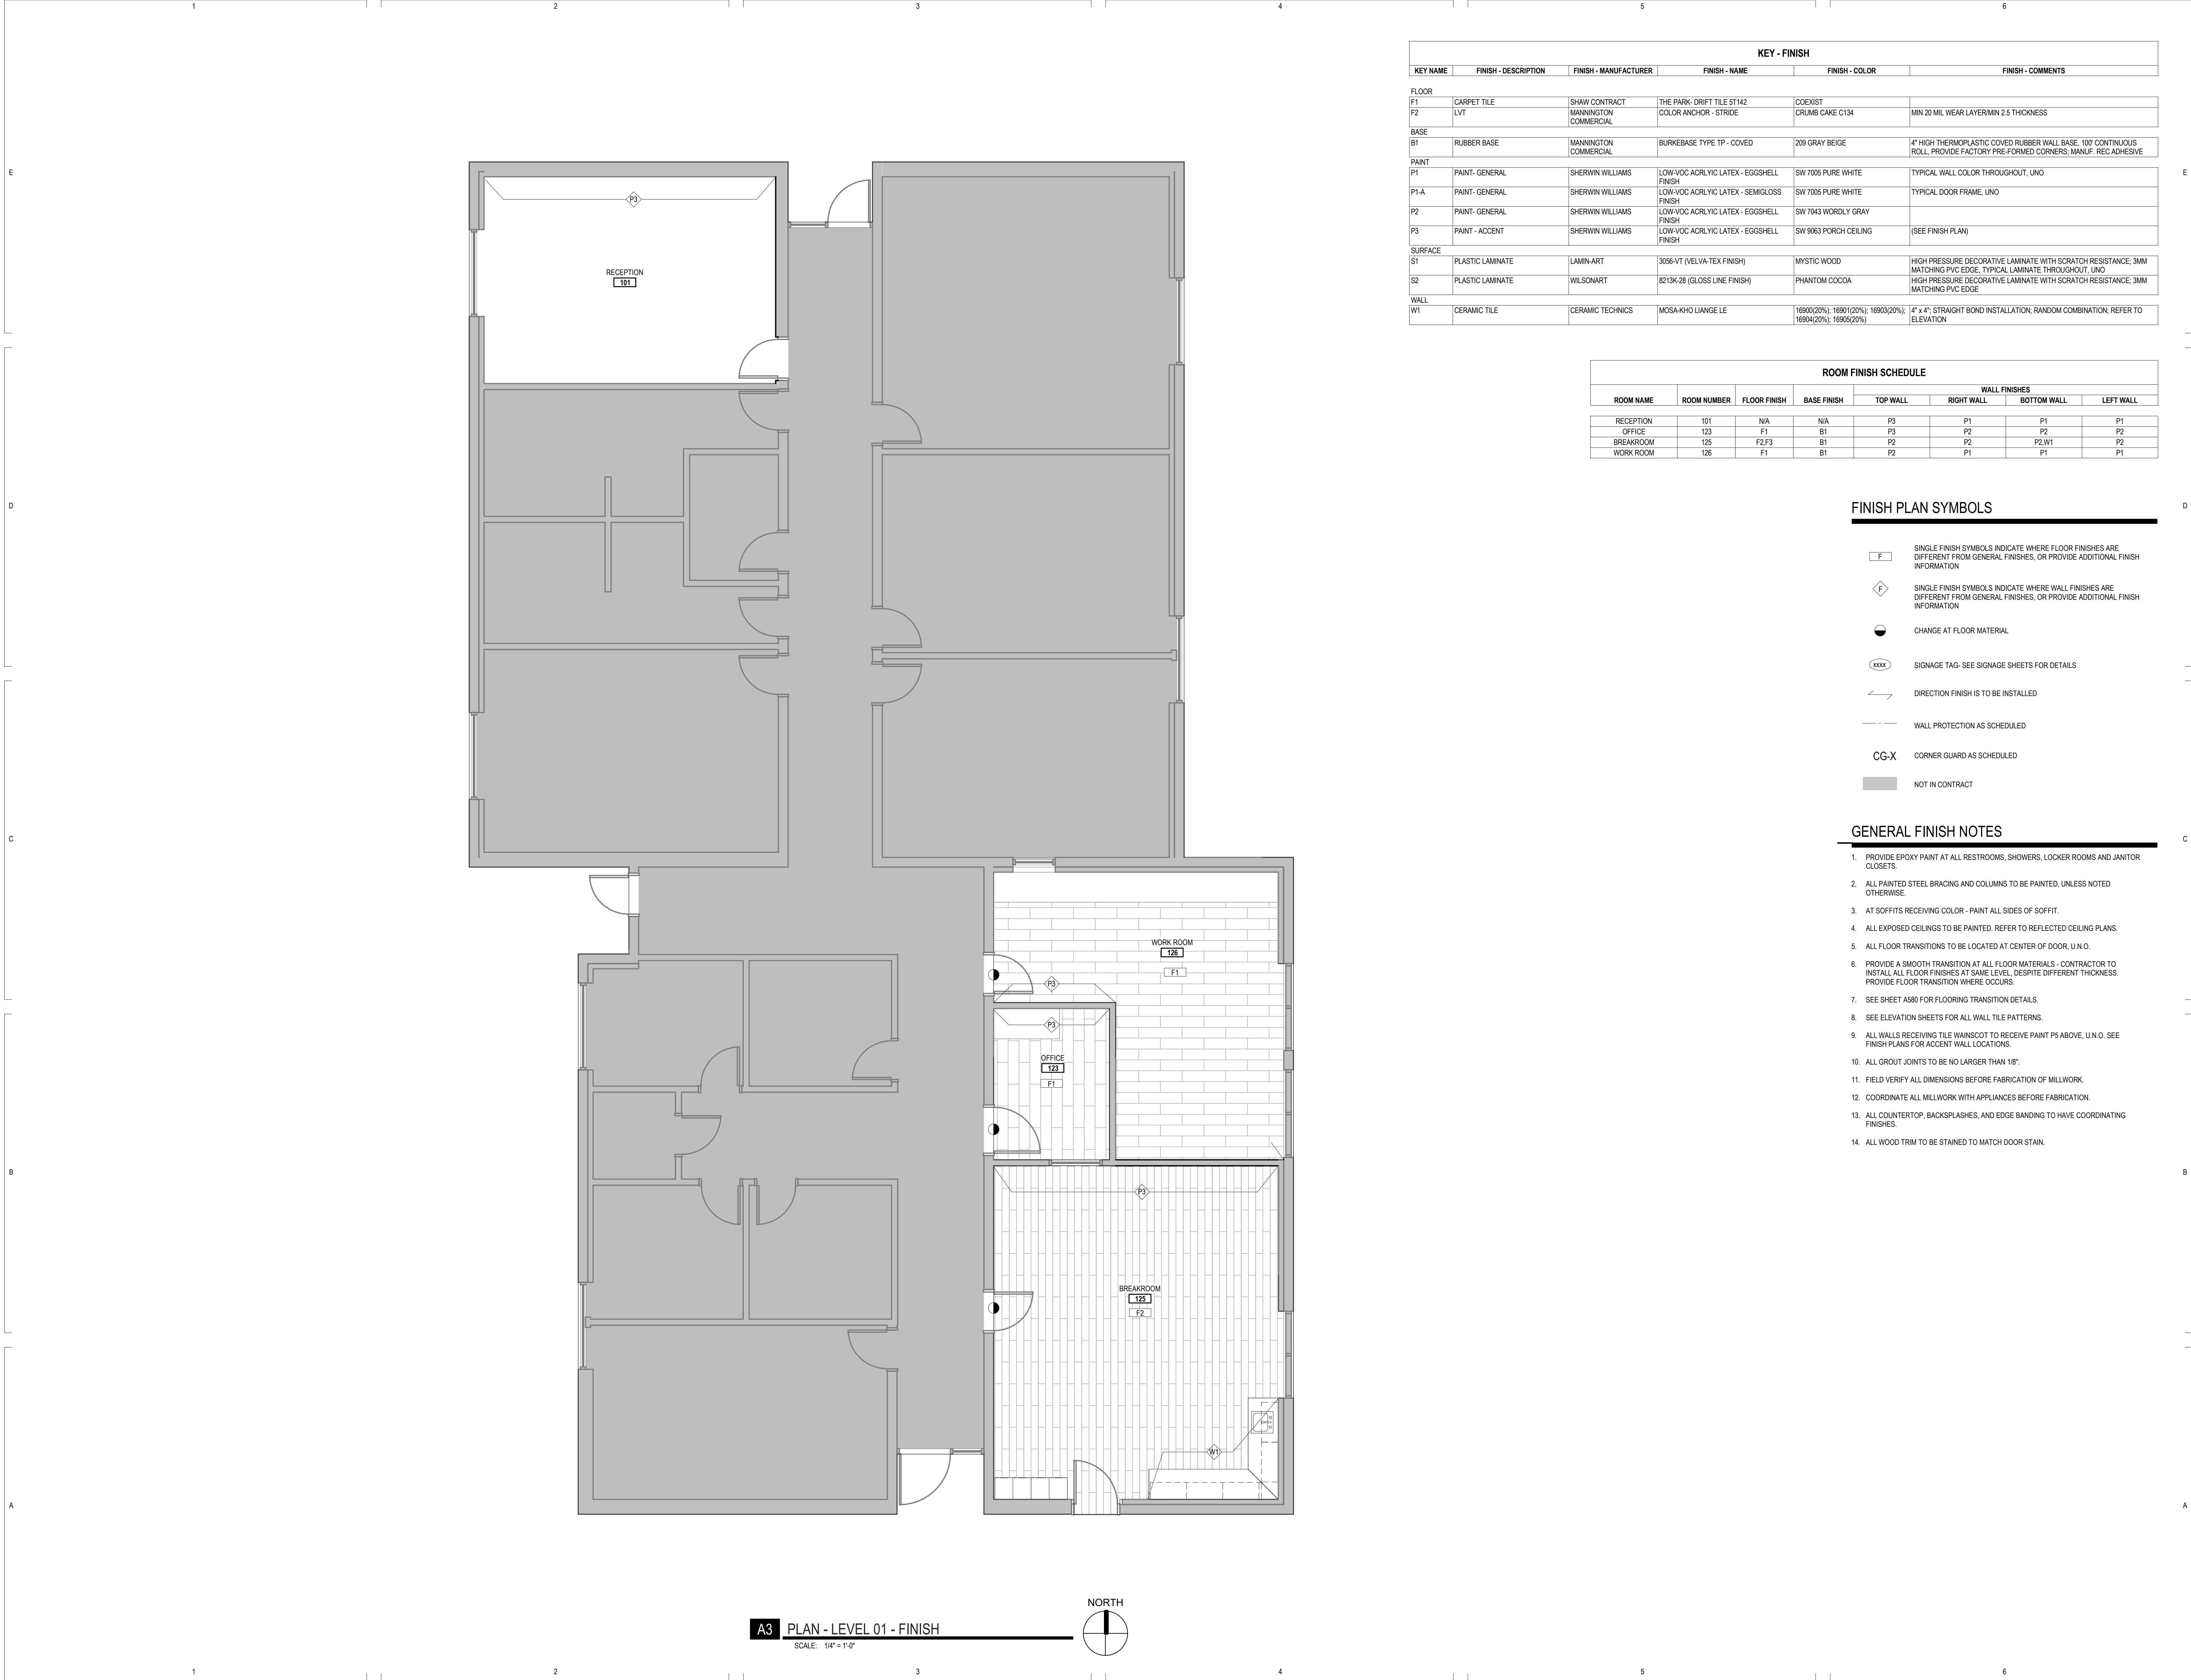 1 2 3 4 5 6
KEY - FINISH
KEY NAME FINISH - DESCRIPTION FINISH - MANUFACTURER FINISH - NAME FINISH - COLOR FINISH - COMMENTS
FLOOR
F1 CARPET TILE SHAW CONTRACT THE PARK- DRIFT TILE 5T142 COEXIST
F2 LVT MANNINGTON COLOR ANCHOR - STRIDE CRUMB CAKE C134 MIN 20 MIL WEAR LAYER/MIN 2.5 THICKNESS
COMMERCIAL
BASE
B1 RUBBER BASE MANNINGTON BURKEBASE TYPE TP - COVED 209 GRAY BEIGE 4" HIGH THERMOPLASTIC COVED RUBBER WALL BASE, 100' CONTINUOUS
COMMERCIAL ROLL, PROVIDE FACTORY PRE-FORMED CORNERS; MANUF. REC ADHESIVE
PAINT
P1 PAINT- GENERAL SHERWIN WILLIAMS LOW-VOC ACRLYIC LATEX - EGGSHELL SW 7005 PURE WHITE TYPICAL WALL COLOR THROUGHOUT, UNO
FINISH
P1-A PAINT- GENERAL SHERWIN WILLIAMS LOW-VOC ACRLYIC LATEX - SEMIGLOSS SW 7005 PURE WHITE TYPICAL DOOR FRAME, UNO
FINISH
P2 PAINT- GENERAL SHERWIN WILLIAMS LOW-VOC ACRLYIC LATEX - EGGSHELL SW 7043 WORDLY GRAY
FINISH
P3 PAINT - ACCENT SHERWIN WILLIAMS LOW-VOC ACRLYIC LATEX - EGGSHELL SW 9063 PORCH CEILING (SEE FINISH PLAN)
FINISH
SURFACE
S1 PLASTIC LAMINATE LAMIN-ART 3056-VT (VELVA-TEX FINISH) MYSTIC WOOD HIGH PRESSURE DECORATIVE LAMINATE WITH SCRATCH RESISTANCE; 3MM
MATCHING PVC EDGE, TYPICAL LAMINATE THROUGHOUT, UNO
S2 PLASTIC LAMINATE WILSONART 8213K-28 (GLOSS LINE FINISH) PHANTOM COCOA HIGH PRESSURE DECORATIVE LAMINATE WITH SCRATCH RESISTANCE; 3MM
MATCHING PVC EDGE
WALL
W1 CERAMIC TILE CERAMIC TECHNICS MOSA-KHO LIANGE LE 16900(20%); 16901(20%); 16903(20%); 4" x 4"; STRAIGHT BOND INSTALLATION; RANDOM COMBINATION; REFER TO
16904(20%); 16905(20%) ELEVATION
ROOM FINISH SCHEDULE
WALL FINISHES
ROOM NAME ROOM NUMBER FLOOR FINISH BASE FINISH TOP WALL RIGHT WALL BOTTOM WALL LEFT WALL
RECEPTION 101 N/A N/A P3 P1 P1 P1
OFFICE 123 F1 B1 P3 P2 P2 P2
BREAKROOM 125 F2,F3 B1 P2 P2 P2,W1 P2
WORK ROOM 126 F1 B1 P2 P1 P1 P1
FINISH PLAN SYMBOLS
F
SINGLE FINISH SYMBOLS INDICATE WHERE FLOOR FINISHES ARE
DIFFERENT FROM GENERAL FINISHES, OR PROVIDE ADDITIONAL FINISH
INFORMATION
F
SINGLE FINISH SYMBOLS INDICATE WHERE WALL FINISHES ARE
DIFFERENT FROM GENERAL FINISHES, OR PROVIDE ADDITIONAL FINISH
INFORMATION
CHANGE AT FLOOR MATERIAL
XXXX SIGNAGE TAG- SEE SIGNAGE SHEETS FOR DETAILS
DIRECTION FINISH IS TO BE INSTALLED
WALL PROTECTION AS SCHEDULED
CG-X CORNER GUARD AS SCHEDULED
NOT IN CONTRACT
GENERAL FINISH NOTES
1. PROVIDE EPOXY PAINT AT ALL RESTROOMS, SHOWERS, LOCKER ROOMS AND JANITOR
CLOSETS.
2. ALL PAINTED STEEL BRACING AND COLUMNS TO BE PAINTED, UNLESS NOTED
OTHERWISE.
3. AT SOFFITS RECEIVING COLOR - PAINT ALL SIDES OF SOFFIT.
4. ALL EXPOSED CEILINGS TO BE PAINTED. REFER TO REFLECTED CEILING PLANS.
5. ALL FLOOR TRANSITIONS TO BE LOCATED AT CENTER OF DOOR, U.N.O.
6. PROVIDE A SMOOTH TRANSITION AT ALL FLOOR MATERIALS - CONTRACTOR TO
INSTALL ALL FLOOR FINISHES AT SAME LEVEL, DESPITE DIFFERENT THICKNESS.
PROVIDE FLOOR TRANSITION WHERE OCCURS.
7. SEE SHEET A580 FOR FLOORING TRANSITION DETAILS.
8. SEE ELEVATION SHEETS FOR ALL WALL TILE PATTERNS.
9. ALL WALLS RECEIVING TILE WAINSCOT TO RECEIVE PAINT P5 ABOVE, U.N.O. SEE
FINISH PLANS FOR ACCENT WALL LOCATIONS.
10. ALL GROUT JOINTS TO BE NO LARGER THAN 1/8".
11. FIELD VERIFY ALL DIMENSIONS BEFORE FABRICATION OF MILLWORK.
12. COORDINATE ALL MILLWORK WITH APPLIANCES BEFORE FABRICATION.
13. ALL COUNTERTOP, BACKSPLASHES, AND EDGE BANDING TO HAVE COORDINATING
FINISHES.
14. ALL WOOD TRIM TO BE STAINED TO MATCH DOOR STAIN.
E E
D D
C C
B B
A A
P3
RECEPTION
101
WORK ROOM
126
F1
P3
P3
OFFICE
123
F1
P3
BREAKROOM
125
F2
W1
NORTH
A3 PLAN - LEVEL 01 - FINISH
SCALE: 1/4" = 1'-0"
1 2 3 4 5 6